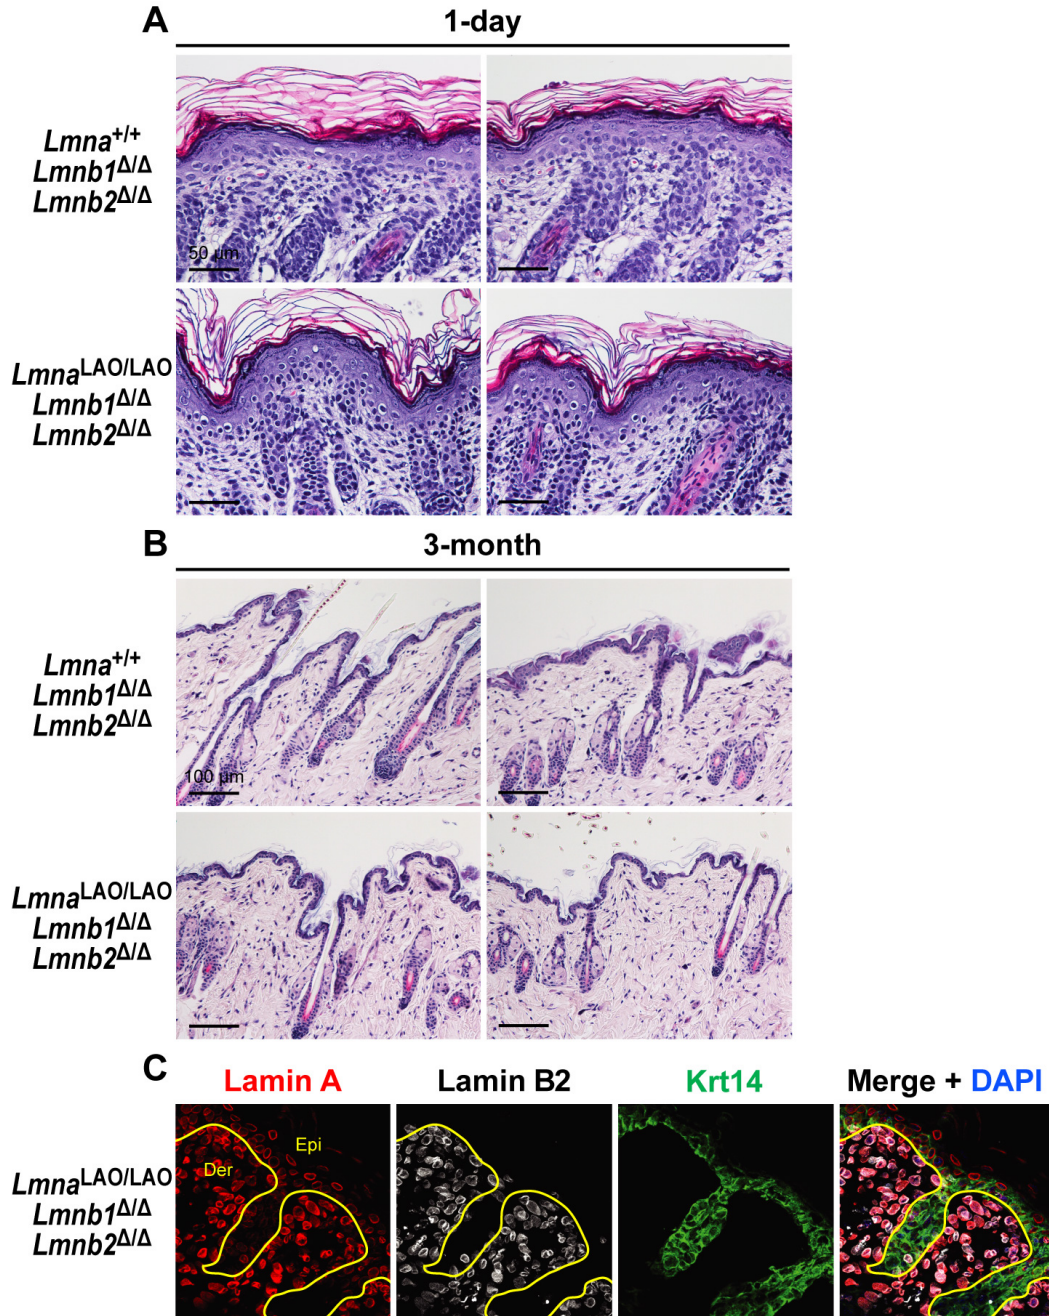 A
1-day
Lmna+/+
Lmnb1Δ/Δ
Lmnb2Δ/Δ
50 µm
LmnaLAO/LAO
Lmnb1Δ/Δ
Lmnb2Δ/Δ
B
3-month
Lmna+/+
Lmnb1Δ/Δ
Lmnb2Δ/Δ
100 µm
LmnaLAO/LAO
Lmnb1Δ/Δ
Lmnb2Δ/Δ
C
Lamin A Lamin B2 Krt14 Merge + DAPI
LmnaLAO/LAO
Lmnb1Δ/Δ
Lmnb2Δ/Δ
Epi
Der